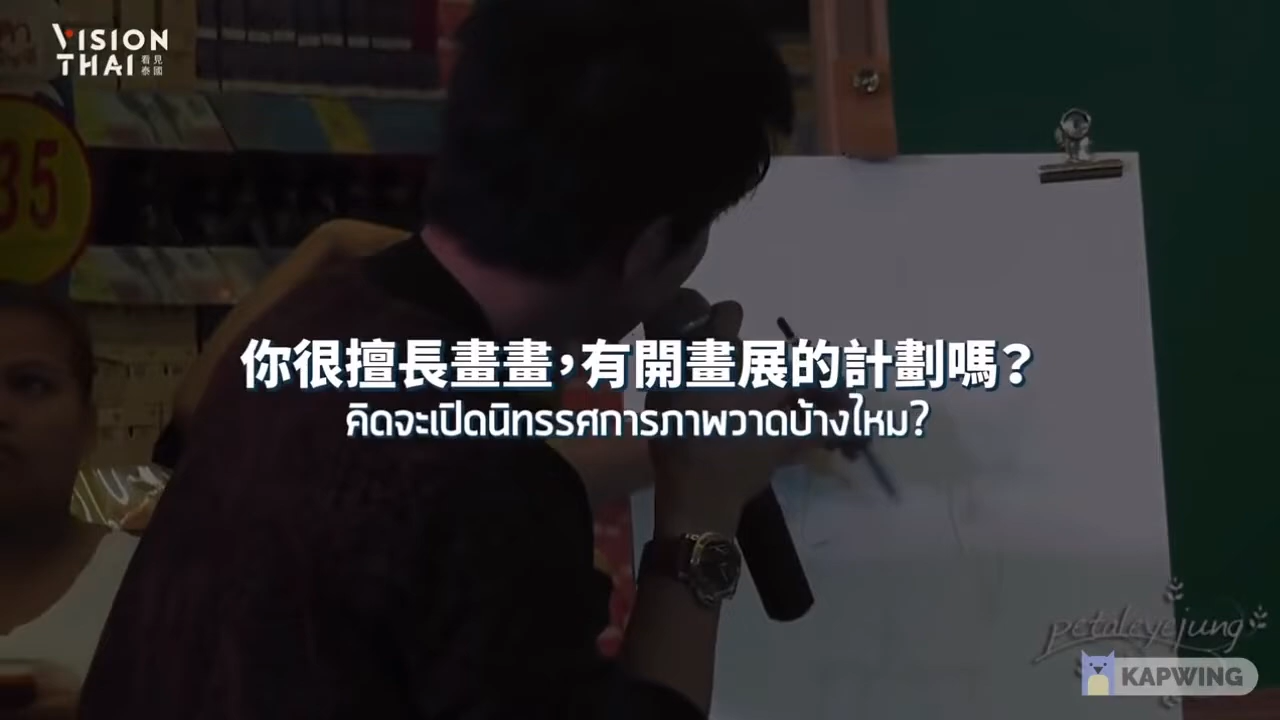 VISION
THAI 看見
泰國
35
你很擅長畫畫，有開畫展的計劃嗎？
คิดจะเปิดนิทรรศการภาพวาดบ้างไหม?
petaleyejung
KAPWING